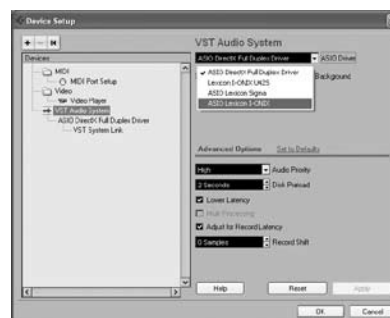 Device Setup
VST Audio System
Devices
MIDI
MIDI Port Setup
Video
Video Player
VST Audio System
ASIO DirectX Full Duplex Driver
VST System Link
ASIO DirectX Full Duplex Driver
ASIO Driver
ASIO DirectX Full Duplex Driver
Lexicon I-ONIX U42S
ASIO Lexicon Sigma
ASIO Lexicon I-ONIX
Background
Advanced Options
Set to Defaults
High
Audio Priority
2 Seconds
Disk Preload
Lower Latency
Multi Processing
Adjust for Record Latency
0 Samples
Record Shift
Help
Reset
Apply
OK
Cancel